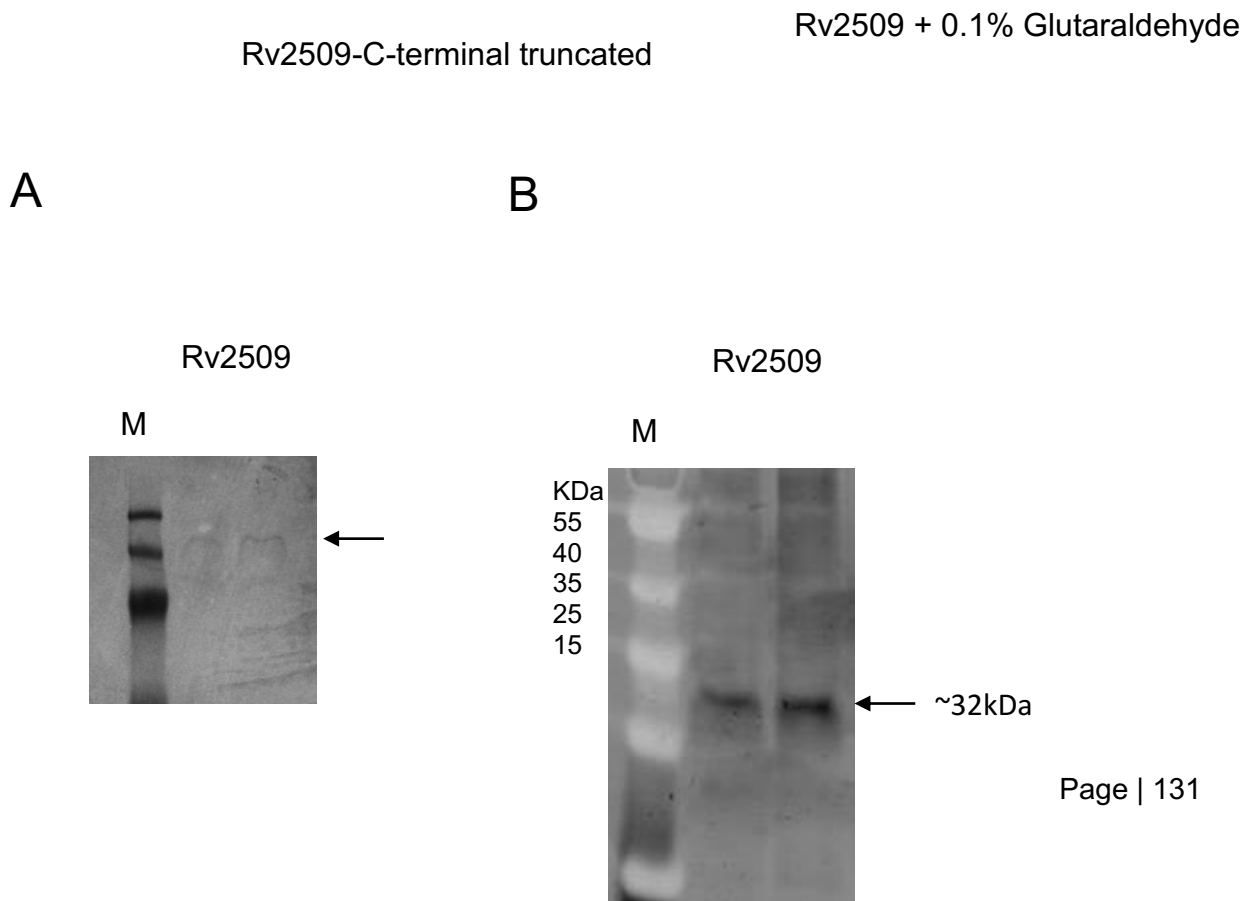 Rv2509 + 0.1% Glutaraldehyde
Rv2509-C-terminal truncated
A
B
Rv2509
Rv2509
M
M
KDa
55
40
35
25
15
~32kDa
Page | 131